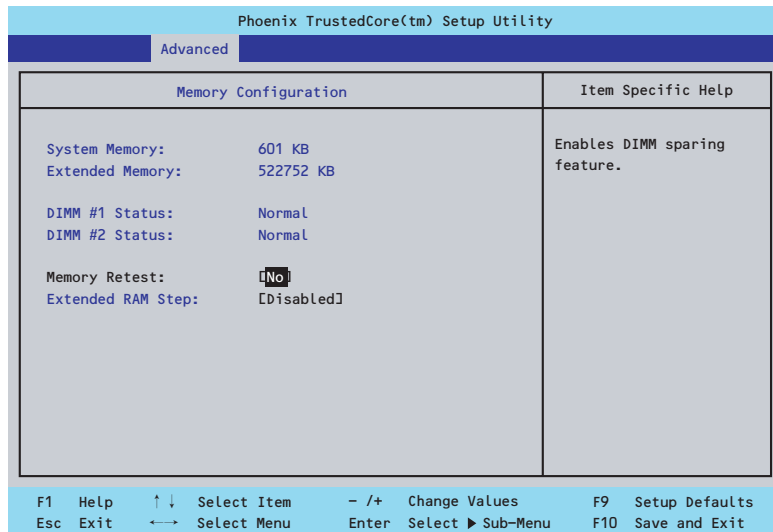 Phoenix TrustedCore(tm) Setup Utility
Advanced
Memory Configuration
Item Specific Help
System Memory: 601 KB
Extended Memory: 522752 KB
DIMM #1 Status: Normal
DIMM #2 Status: Normal
Memory Retest: [No]
Extended RAM Step: [Disabled]
Enables DIMM sparing
feature.
F1 Help ↑↓ Select Item - /+ Change Values F9 Setup Defaults
Esc Exit ←→ Select Menu Enter Select ▶ Sub-Menu F10 Save and Exit